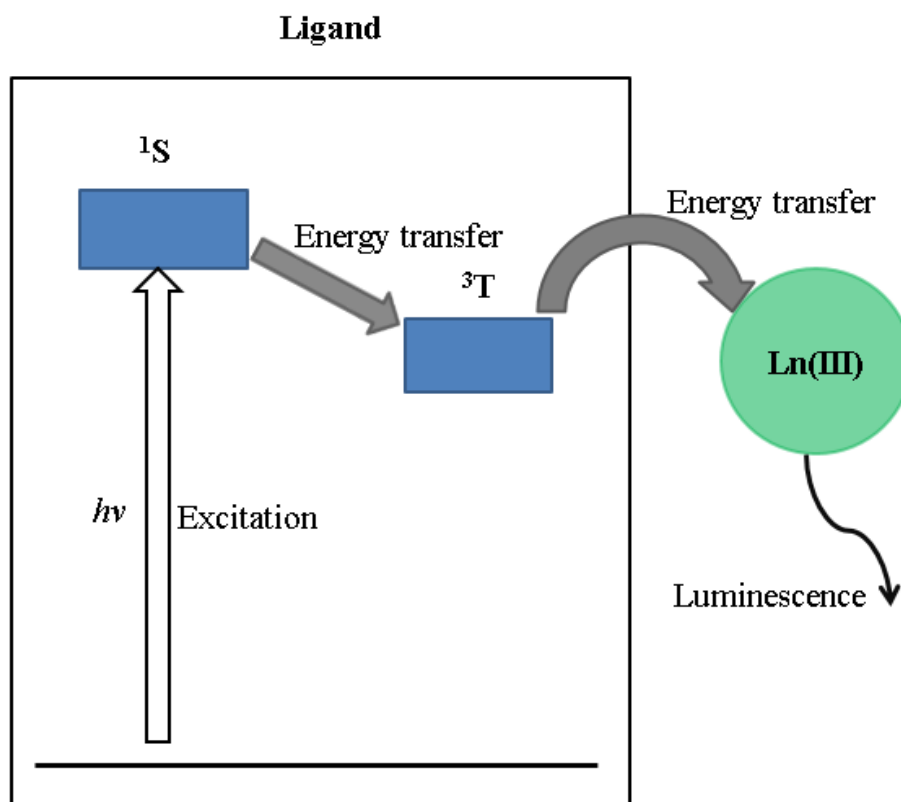 Ligand
¹S
Energy transfer
Energy transfer
³T
Ln(III)
hν
Excitation
Luminescence